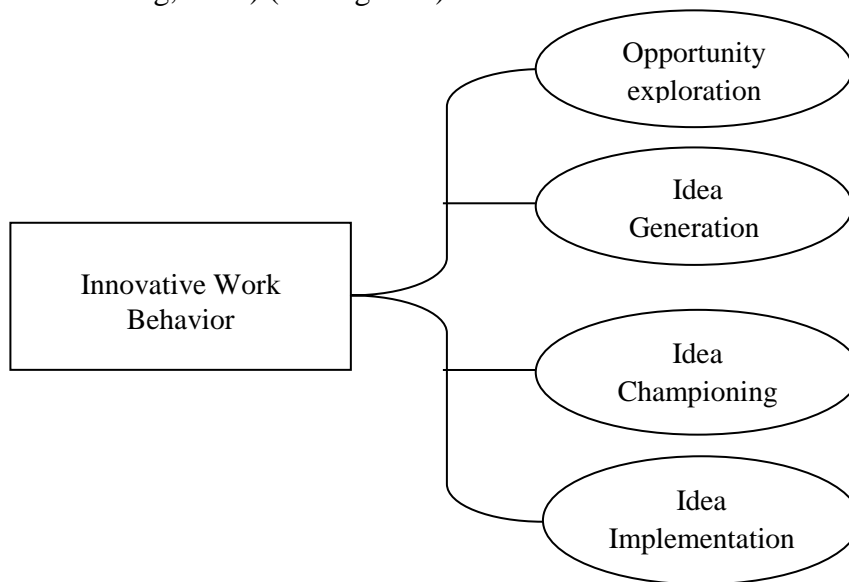 Opportunity
exploration
Idea
Generation
Innovative Work
Behavior
Idea
Championing
Idea
Implementation